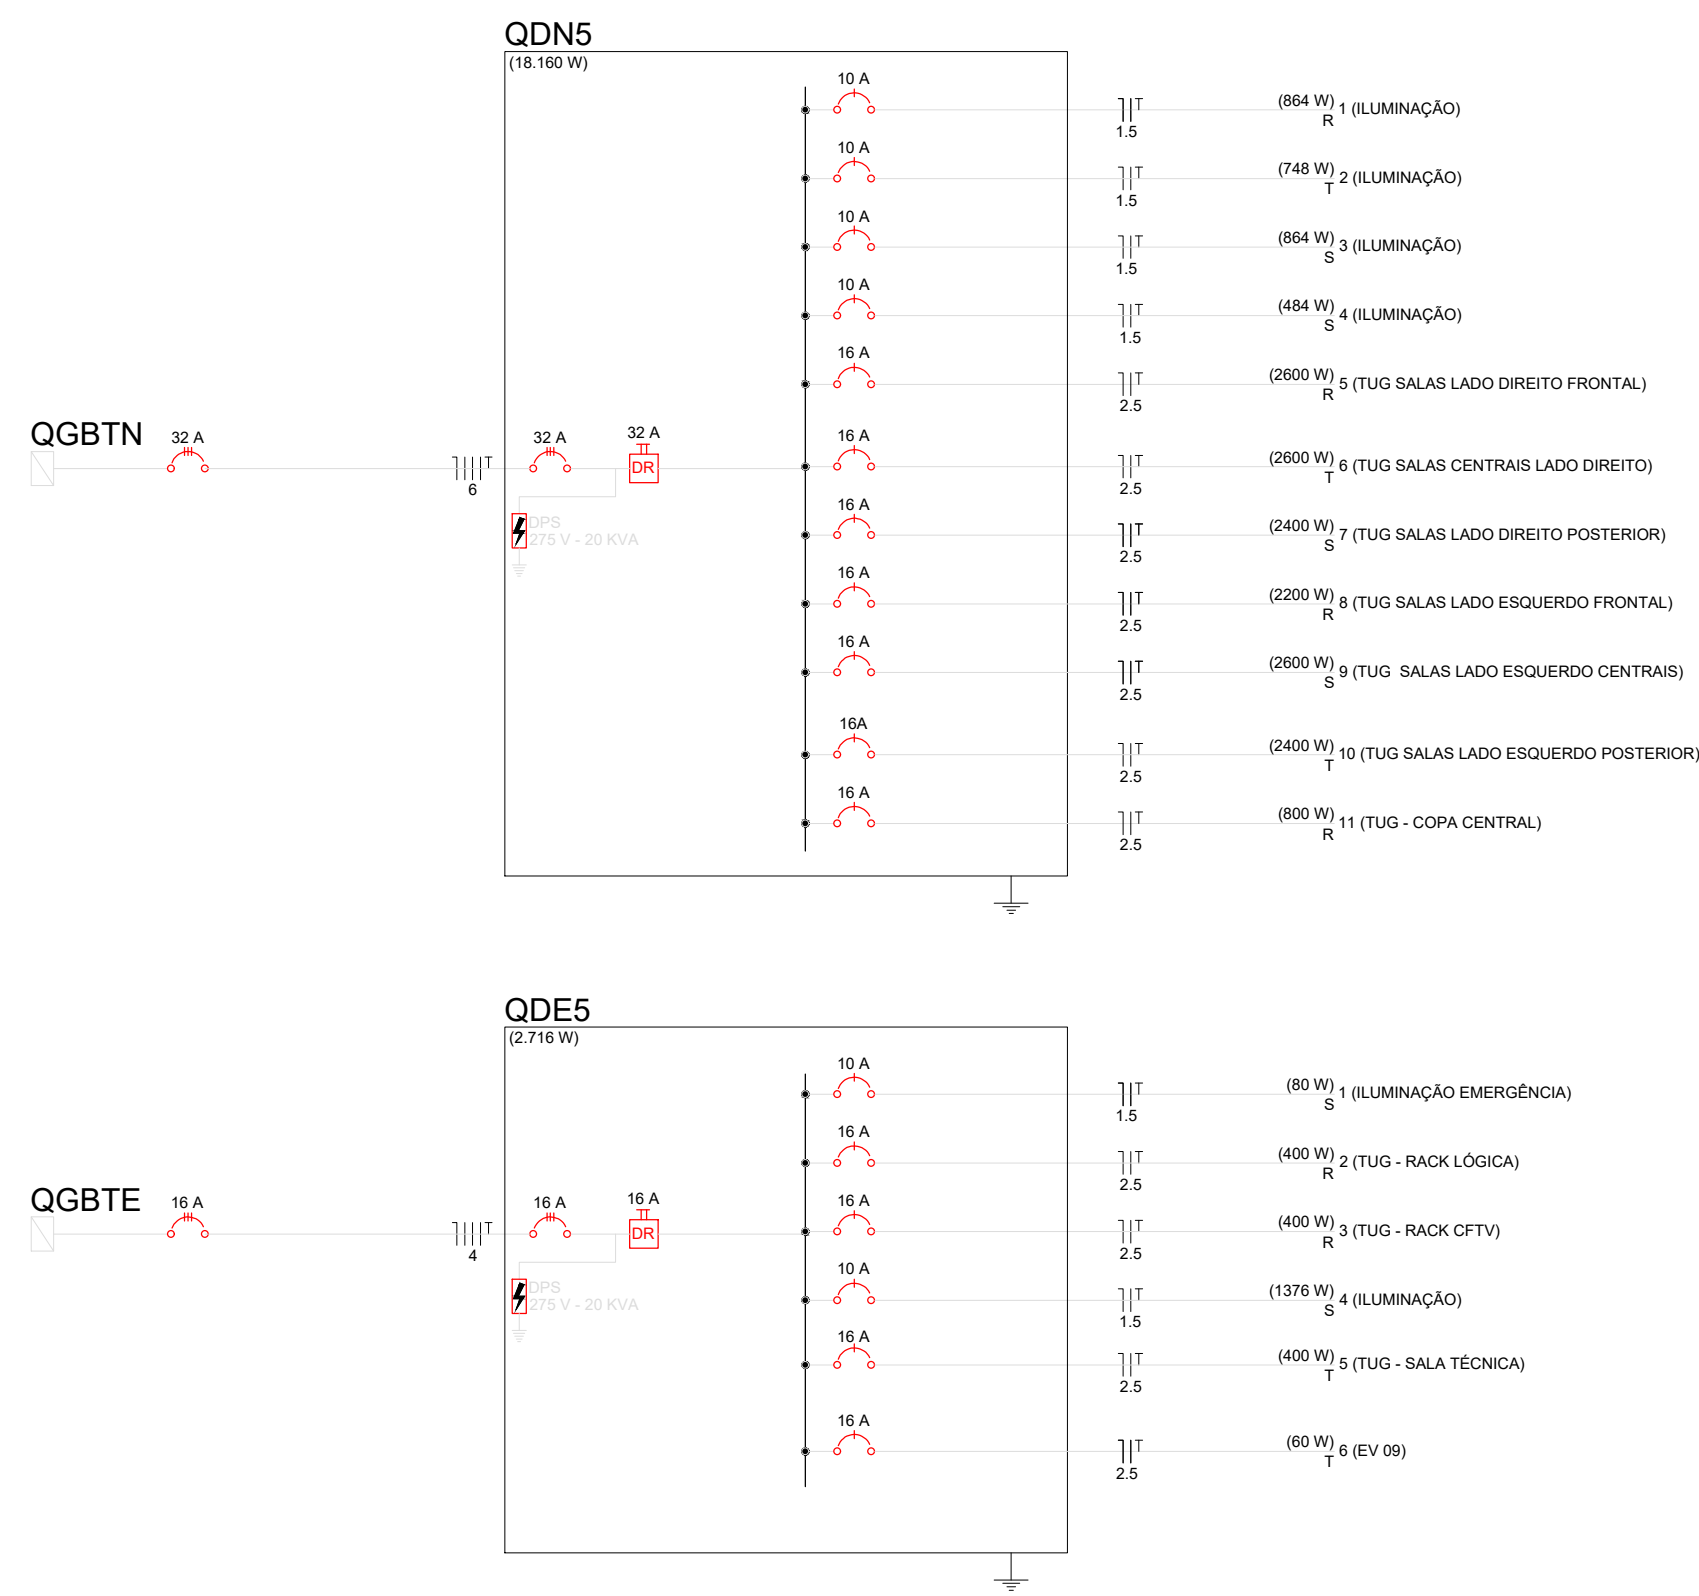 QDN5
(18.160 W)
10 A
T
1.5
(864 W)
R
1 (ILUMINAÇÃO)
10 A
T
1.5
(748 W)
T
2 (ILUMINAÇÃO)
10 A
T
1.5
(864 W)
S
3 (ILUMINAÇÃO)
10 A
T
1.5
(484 W)
S
4 (ILUMINAÇÃO)
16 A
T
2.5
(2600 W)
R
5 (TUG SALAS LADO DIREITO FRONTAL)
QGBTN
32 A
T
6
32 A
32 A
DR
DPS
275 V - 20 KVA
16 A
T
2.5
(2600 W)
T
6 (TUG SALAS CENTRAIS LADO DIREITO)
16 A
T
2.5
(2400 W)
S
7 (TUG SALAS LADO DIREITO POSTERIOR)
16 A
T
2.5
(2200 W)
R
8 (TUG SALAS LADO ESQUERDO FRONTAL)
16 A
T
2.5
(2600 W)
S
9 (TUG  SALAS LADO ESQUERDO CENTRAIS)
16A
T
2.5
(2400 W)
T
10 (TUG SALAS LADO ESQUERDO POSTERIOR)
16 A
T
2.5
(800 W)
R
11 (TUG - COPA CENTRAL)
QDE5
(2.716 W)
10 A
T
1.5
(80 W)
S
1 (ILUMINAÇÃO EMERGÊNCIA)
16 A
T
2.5
(400 W)
R
2 (TUG - RACK LÓGICA)
QGBTE
16 A
T
4
16 A
16 A
DR
DPS
275 V - 20 KVA
16 A
T
2.5
(400 W)
R
3 (TUG - RACK CFTV)
10 A
T
1.5
(1376 W)
S
4 (ILUMINAÇÃO)
16 A
T
2.5
(400 W)
T
5 (TUG - SALA TÉCNICA)
16 A
T
2.5
(60 W)
T
6 (EV 09)